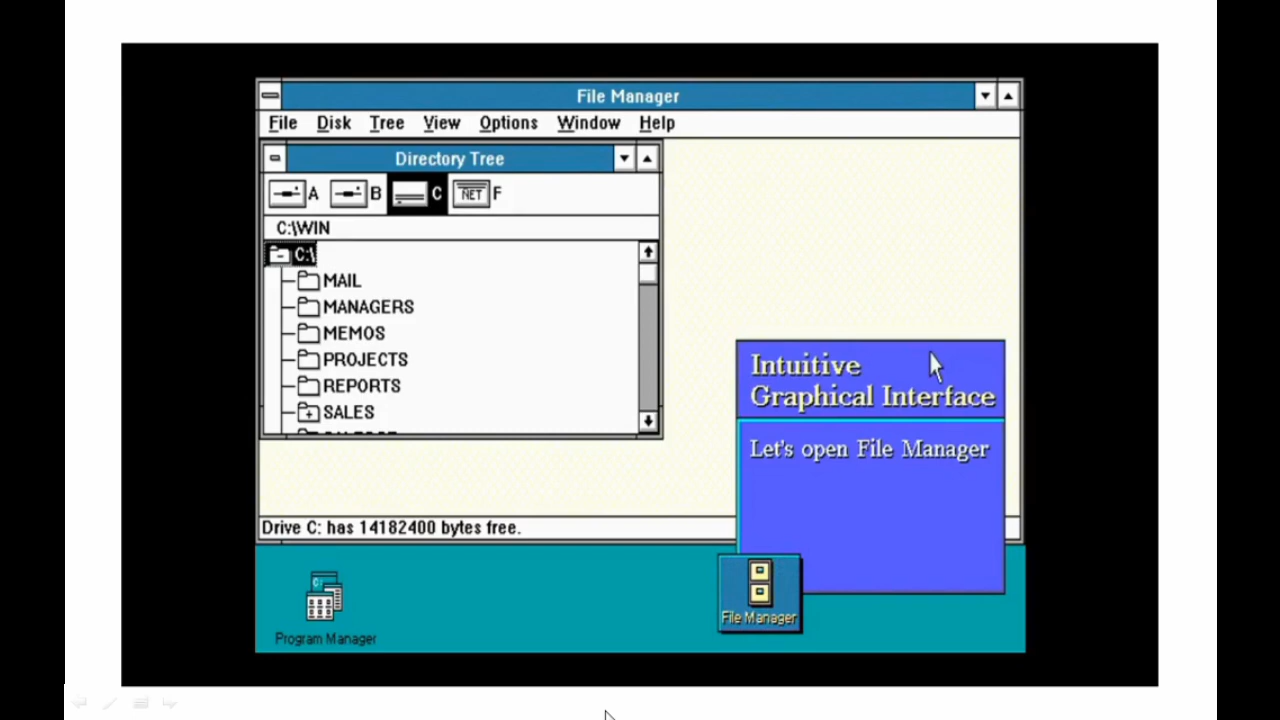 File Manager
File Disk Tree View Options Window Help
Directory Tree
A B C NET F
C:\WIN
C:\
MAIL
MANAGERS
MEMOS
PROJECTS
REPORTS
SALES
Intuitive
Graphical Interface
Let's open File Manager
Drive C: has 14182400 bytes free.
C:
Program Manager
File Manager